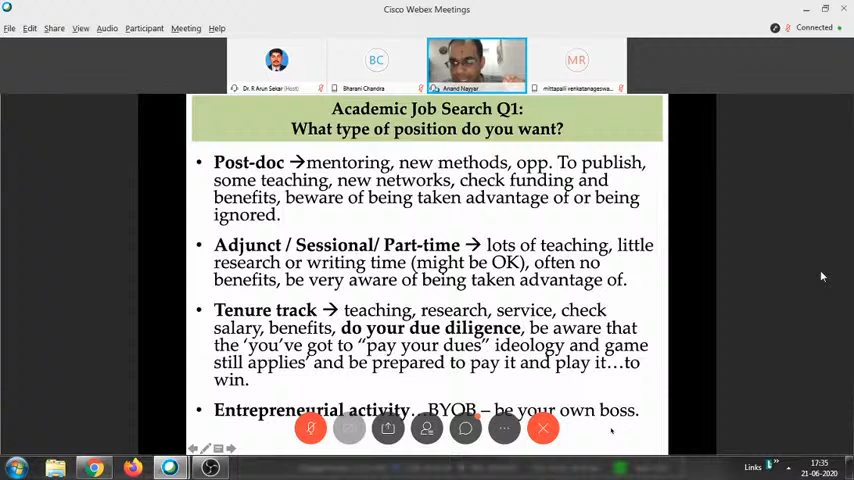 Cisco Webex Meetings
File Edit View Audio Participant Meeting Help
Connected
BC
MR
Dr. R Arun Sekar (Host)
Bharani Chandra
Anand Nayyar
mittapalli venkatanageswa...
Academic Job Search Q1:
What type of position do you want?
• Post-doc → mentoring, new methods, opp. To publish,
some teaching, new networks, check funding and
benefits, beware of being taken advantage of or being
ignored.
• Adjunct / Sessional/ Part-time → lots of teaching, little
research or writing time (might be OK), often no
benefits, be very aware of being taken advantage of.
• Tenure track → teaching, research, service, check
salary, benefits, do your due diligence, be aware that
the 'you've got to "pay your dues" ideology and game
still applies' and be prepared to pay it and play it…to
win.
• Entrepreneurial activity…BYOB – be your own boss.
Links
17:35
21-06-2020